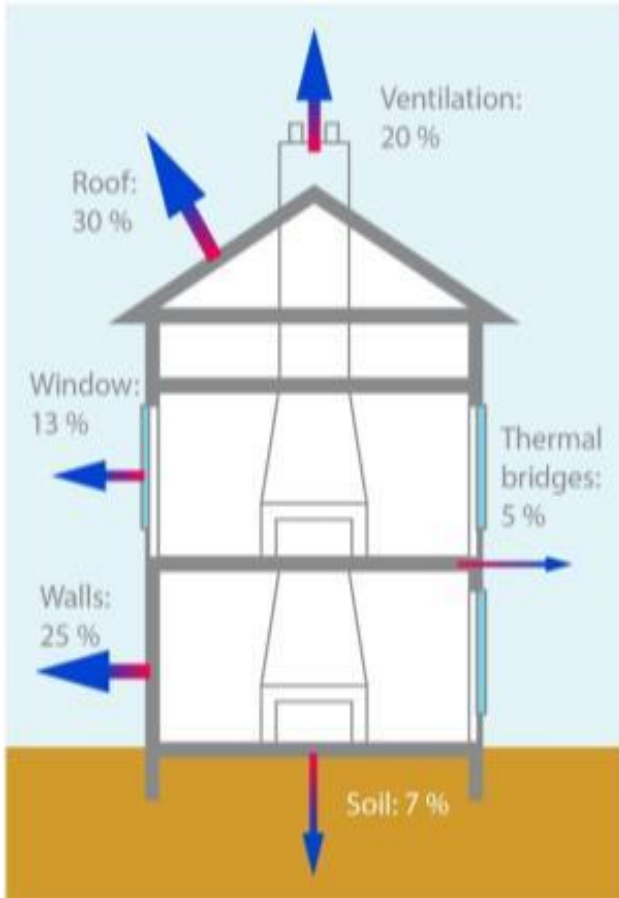 Ventilation:
20 %
Roof:
30 %
Window:
13 %
Thermal
bridges:
5 %
Walls:
25 %
Soil: 7 %